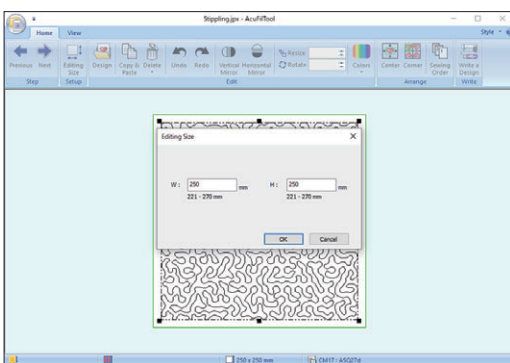 Stippling.jpx - AcuFilTool
Home View Style
Previous Next Editing Size Design Copy & Paste Delete Undo Redo Vertical Mirror Horizontal Mirror Resize Rotate Colors Center Corner Sewing Order Write a Design
Step Setup Edit Arrange Write
Editing Size X
W : 250 mm H : 250 mm
221 - 270 mm 221 - 270 mm
OK Cancel
250 x 250 mm CM17 : ASQ27d